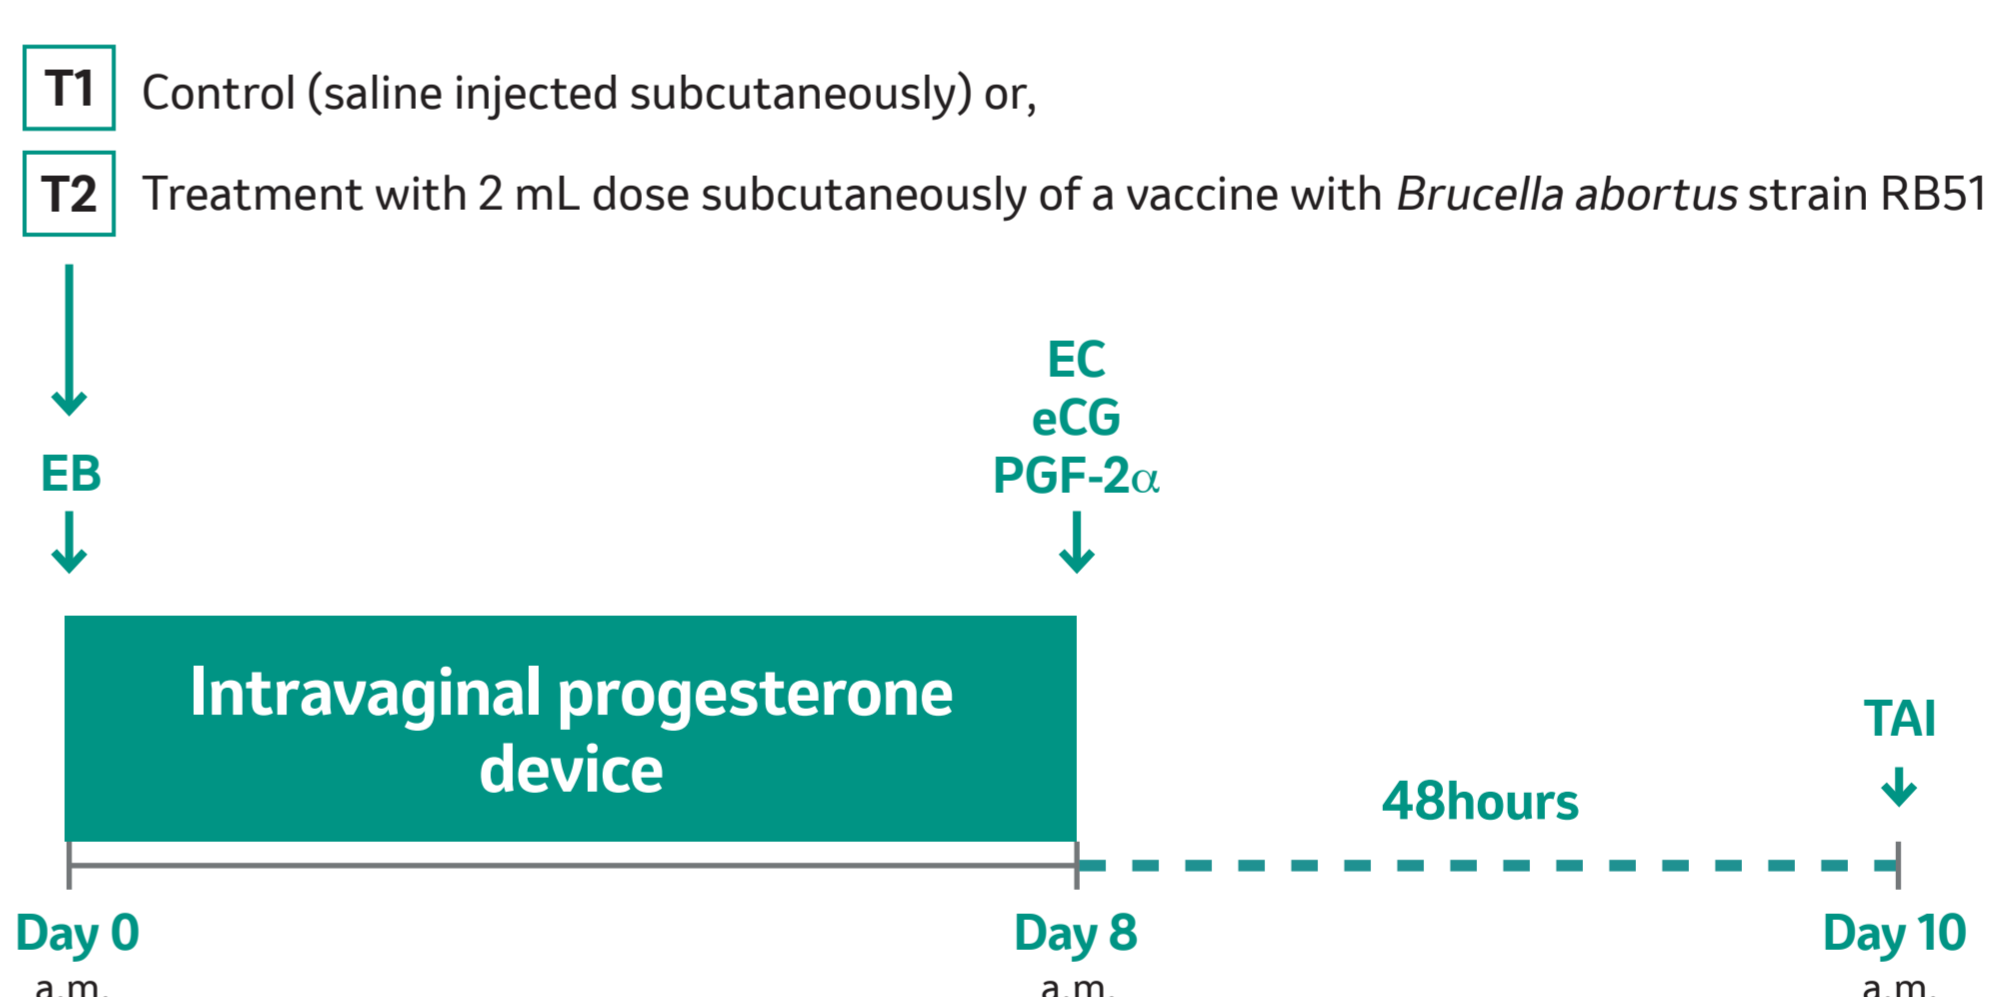 T1 Control (saline injected subcutaneously) or,
T2 Treatment with 2 mL dose subcutaneously of a vaccine with Brucella abortus strain RB51
EC
eCG
EB
PGF-2α
Intravaginal progesterone
device
TAI
48hours
Day 0
Day 8
Day 10
a.m.
a.m.
a.m.